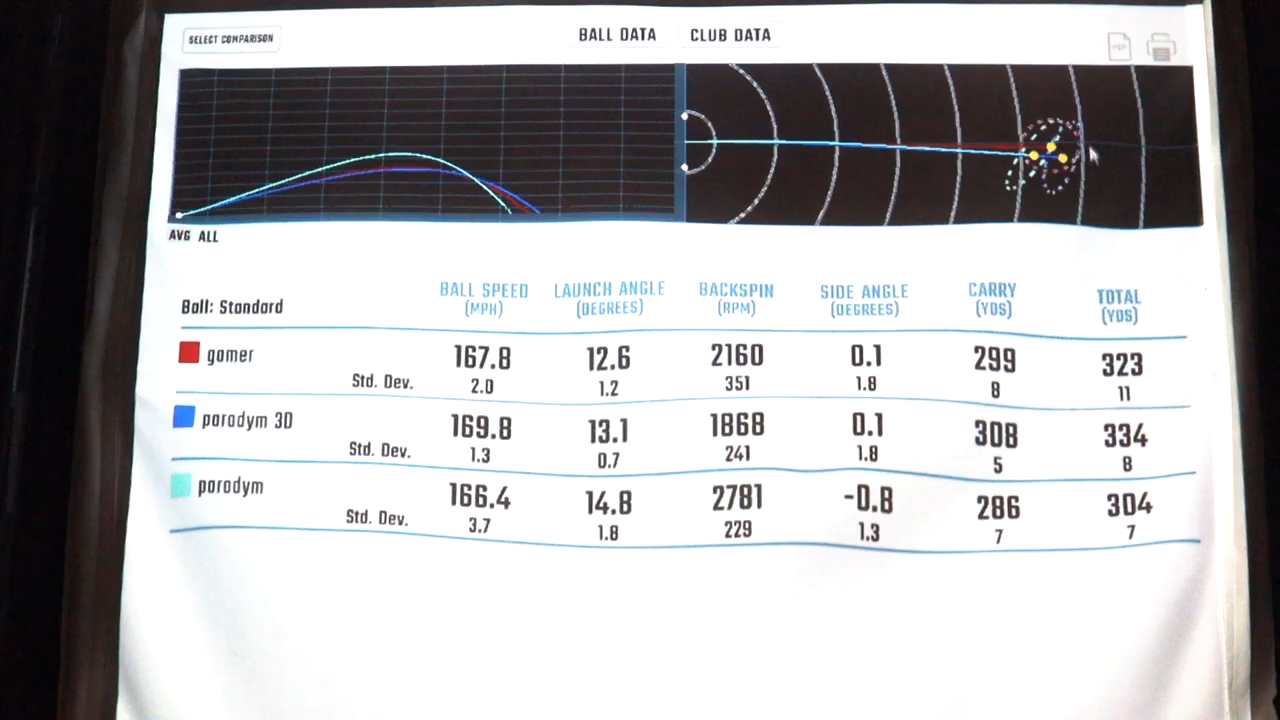 SELECT COMPARISON
BALL DATA CLUB DATA
AVG ALL
Ball: Standard BALL SPEED (MPH) LAUNCH ANGLE (DEGREES) BACKSPIN (RPM) SIDE ANGLE (DEGREES) CARRY (YDS) TOTAL (YDS)
gamer 167.8 12.6 2160 0.1 299 323
Std. Dev. 2.0 1.2 351 1.8 8 11
paradym 3D 169.8 13.1 1868 0.1 308 334
Std. Dev. 1.3 0.7 241 1.8 5 8
paradym 166.4 14.8 2781 -0.8 286 304
Std. Dev. 3.7 1.8 229 1.3 7 7